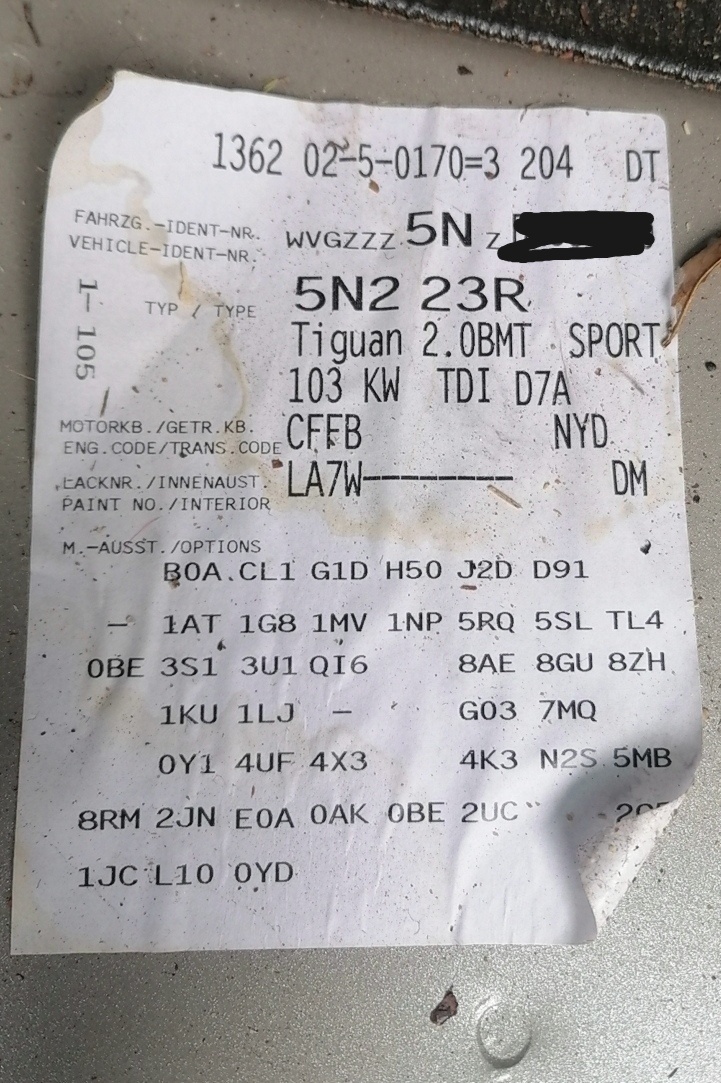 1362 02-5-0170=3 204 DT
FAHRZG.-IDENT-NR.
VEHICLE-IDENT-NR.
WVGZZZ 5N Z
1- 105
TYP / TYPE
5N2 23R
Tiguan 2.0BMT SPORT
103 KW TDI D7A
MOTORKB./GETR.KB.
ENG.CODE/TRANS.CODE
CFFB NYD
LACKNR./INNENAUST.
PAINT NO./INTERIOR
LA7W-------- DM
M.-AUSST./OPTIONS
B0A CL1 G1D H50 J2D D91
- 1AT 1G8 1MV 1NP 5RQ 5SL TL4
0BE 3S1 3U1 QI6 8AE 8GU 8ZH
1KU 1LJ - G03 7MQ
0Y1 4UF 4X3 4K3 N2S 5MB
8RM 2JN E0A 0AK 0BE 2UC
1JC L10 0YD